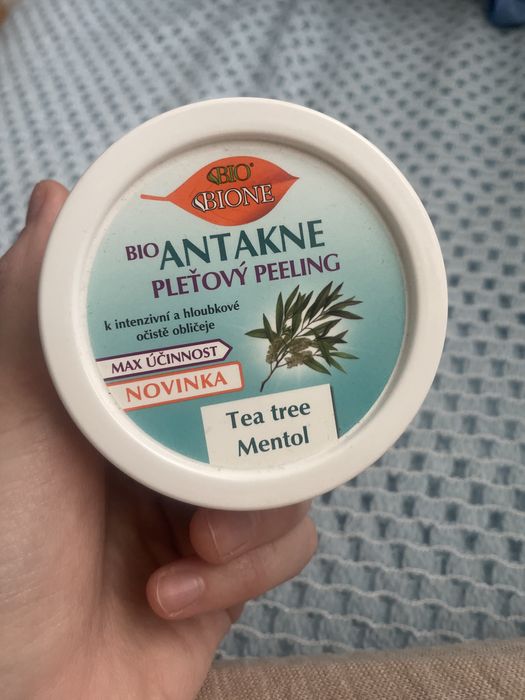 BIO
BIONE
BIO ANTAKNE
PLEŤOVÝ PEELING
k intenzivní a hloubkové
očistě obličeje
MAX ÚČINNOST
NOVINKA
Tea tree
Mentol